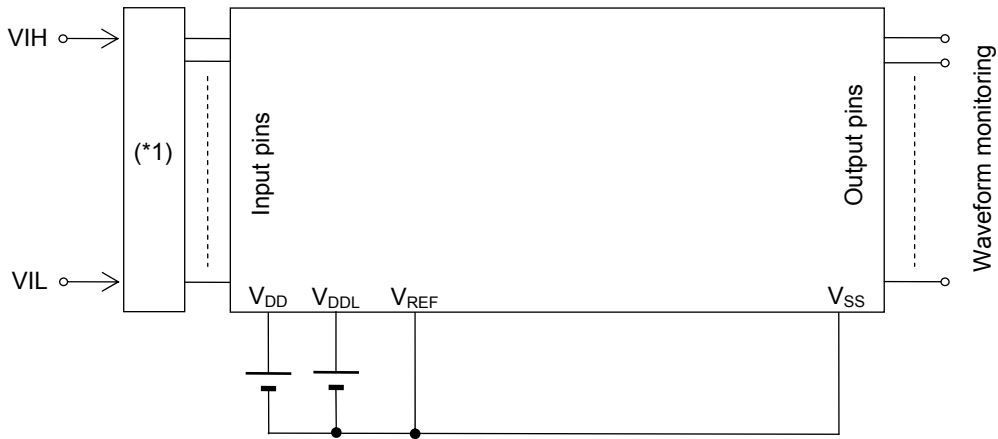 VIH
(*1)
VIL
Input pins
Output pins
Waveform monitoring
VDD
VDDL
VREF
VSS